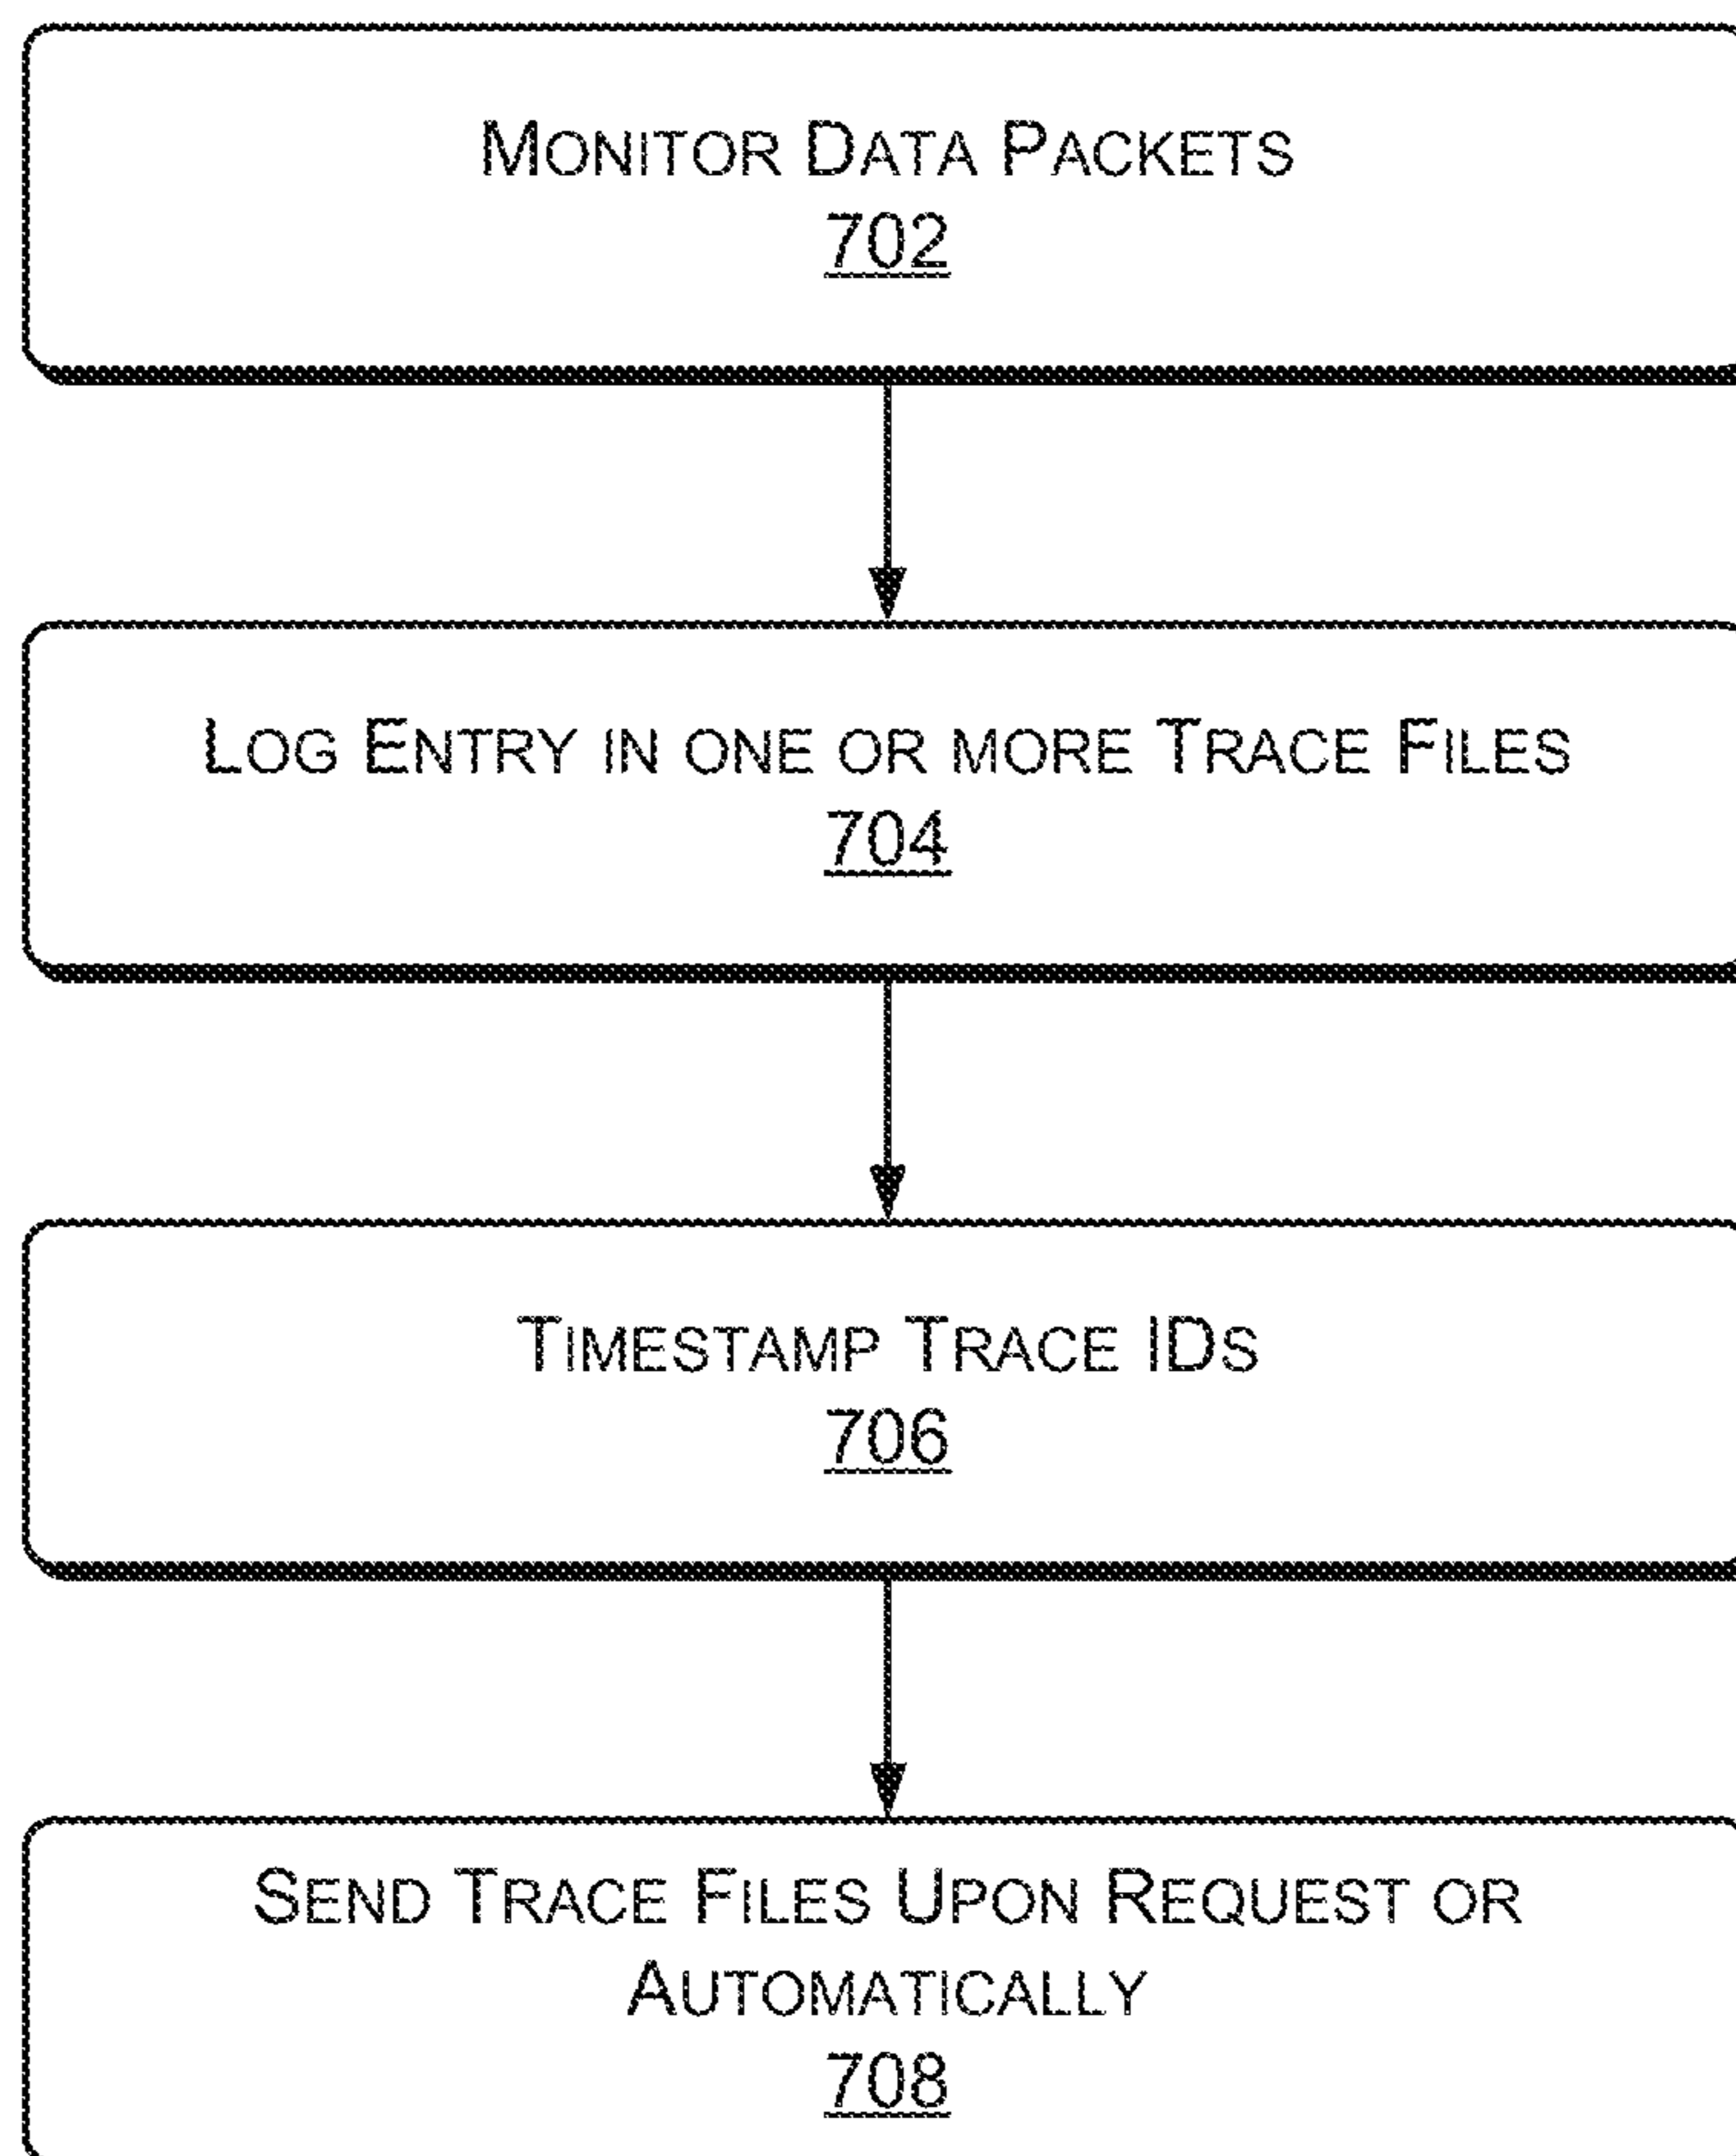 MONITOR DATA PACKETS
702
LOG ENTRY IN ONE OR MORE TRACE FILES
704
TIMESTAMP TRACE IDS
706
SEND TRACE FILES UPON REQUEST OR
AUTOMATICALLY
708